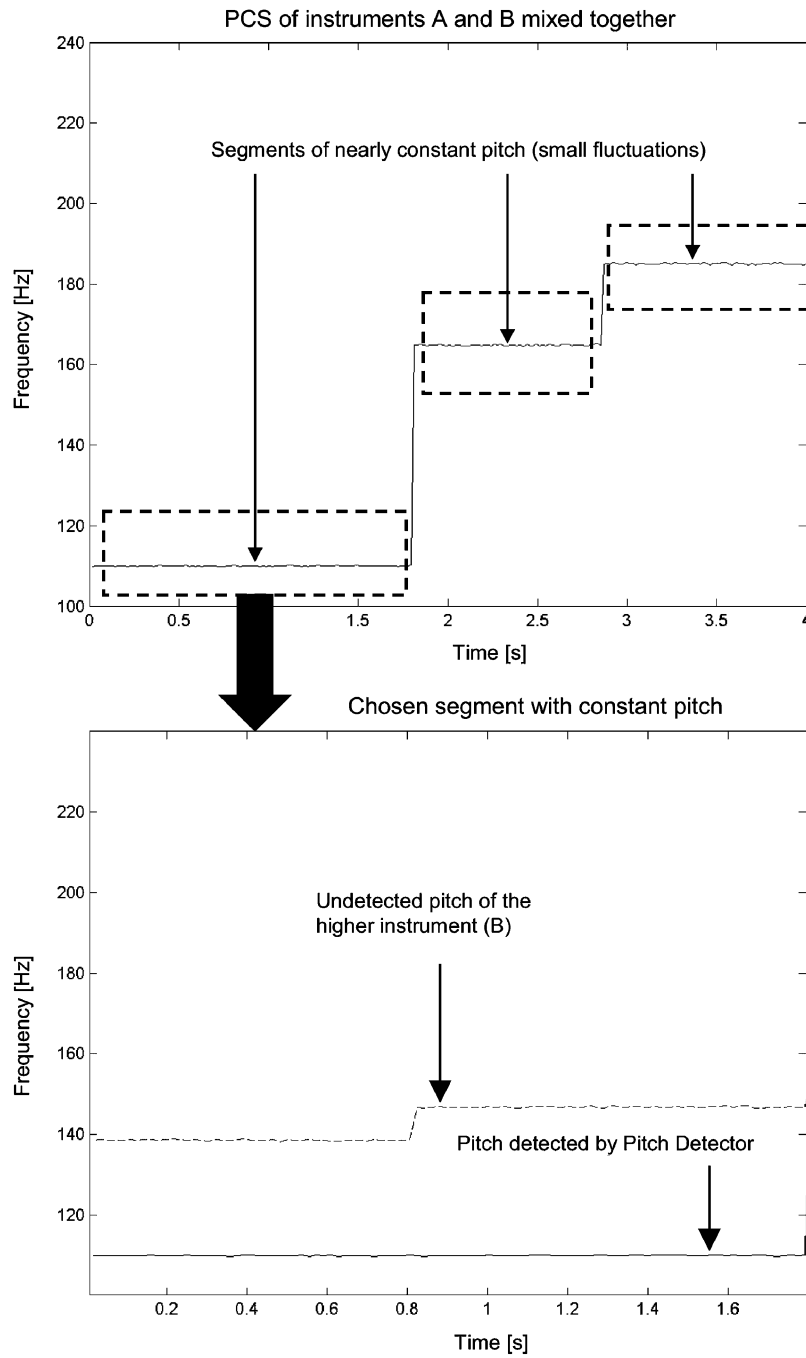 PCS of instruments A and B mixed together
240
220
200
180
160
140
120
100
Frequency [Hz]
Segments of nearly constant pitch (small fluctuations)
0 0.5 1.5 2 2.5 3 3.5 4
Time [s]
Chosen segment with constant pitch
220
200
180
160
140
120
Frequency [Hz]
Undetected pitch of the
higher instrument (B)
Pitch detected by Pitch Detector
0.2 0.4 0.6 0.8 1 1.2 1.4 1.6
Time [s]